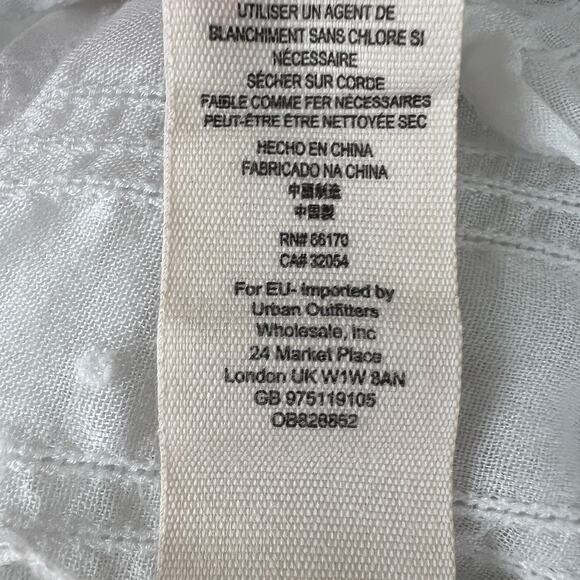 UTILISER UN AGENT DE
BLANCHIMENT SANS CHLORE SI
NÉCESSAIRE
SÉCHER SUR CORDE
FAIBLE COMME FER NÉCESSAIRES
PEUT-ÊTRE ÊTRE NETTOYÉE SEC
HECHO EN CHINA
FABRICADO NA CHINA
中國制造
中国製
RN# 66170
CA# 32054
For EU- Imported by
Urban Outfitters
Wholesale, Inc
24 Market Place
London UK W1W 8AN
GB 975119105
OB826852